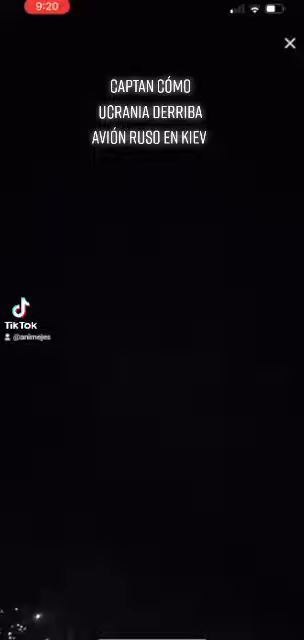 9:20
CAPTAN CÓMO
UCRANIA DERRIBA
AVIÓN RUSO EN KIEV
TikTok
@animejes